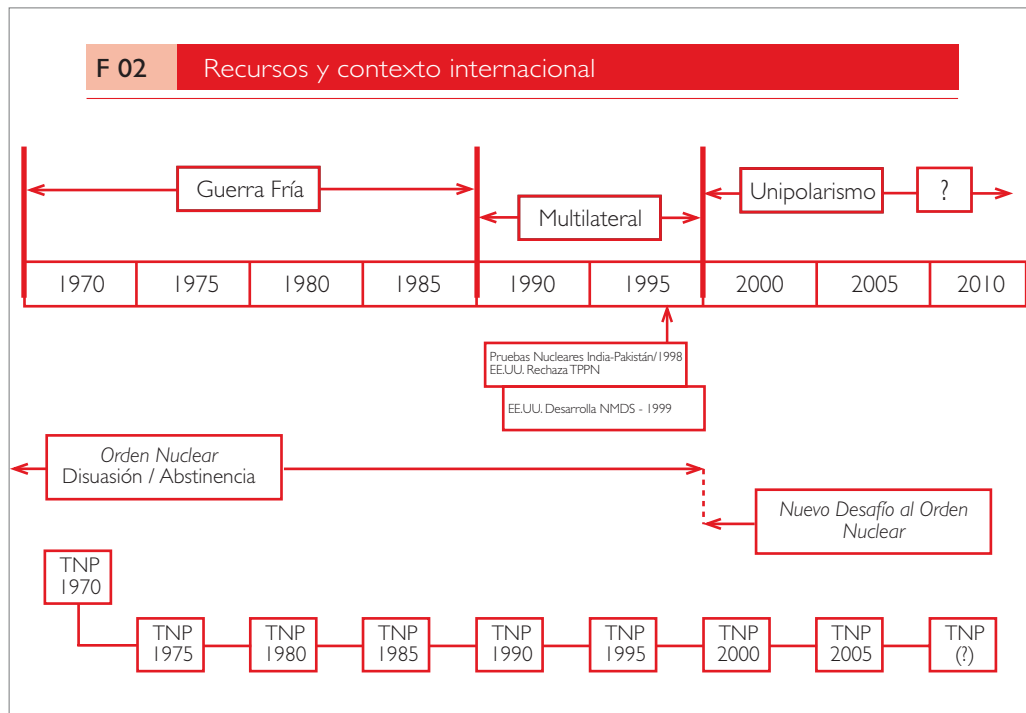 F 02 Recursos y contexto internacional
Guerra Fría
Multilateral
Unipolarismo
?
1970 1975 1980 1985 1990 1995 2000 2005 2010
Pruebas Nucleares India-Pakistán/1998
EE.UU. Rechaza TPPN
EE.UU. Desarrolla NMDS - 1999
Orden Nuclear
Disuasión / Abstinencia
Nuevo Desafío al Orden
Nuclear
TNP
1970
TNP
1975
TNP
1980
TNP
1985
TNP
1990
TNP
1995
TNP
2000
TNP
2005
TNP
(?)